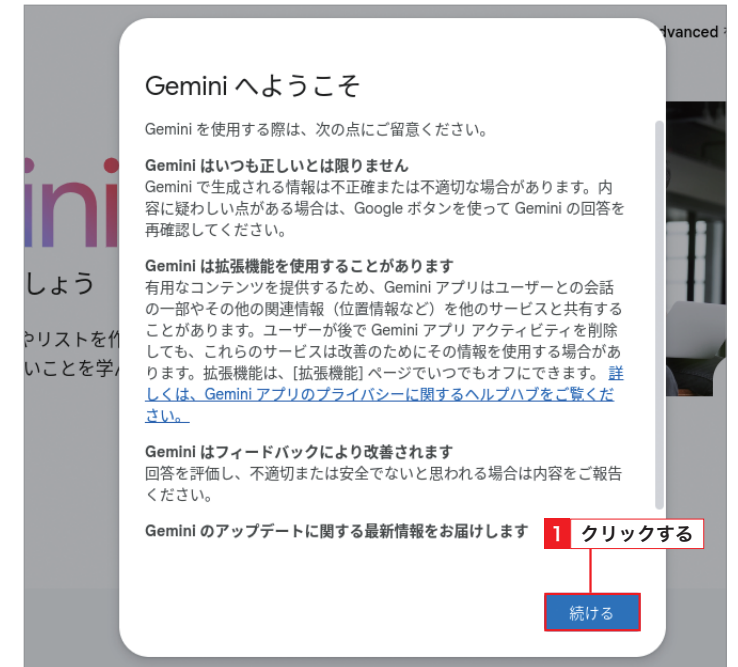 dvanced
Gemini へようこそ
Gemini を使用する際は、次の点にご留意ください。
Gemini はいつも正しいとは限りません
Gemini で生成される情報は不正確または不適切な場合があります。内
容に疑わしい点がある場合は、Google ボタンを使って Gemini の回答を
再確認してください。
ini
Gemini は拡張機能を使用することがあります
しょう
有用なコンテンツを提供するため、Gemini アプリはユーザーとの会話
の一部やその他の関連情報（位置情報など）を他のサービスと共有する
ことがあります。ユーザーが後で Gemini アプリ アクティビティを削除
やリストを作
しても、これらのサービスは改善のためにその情報を使用する場合があ
いことを学
ります。拡張機能は、[拡張機能] ページでいつでもオフにできます。 詳
しくは、Gemini アプリのプライバシーに関するヘルプハブをご覧くだ
さい。
Gemini はフィードバックにより改善されます
回答を評価し、不適切または安全でないと思われる場合は内容をご報告
ください。
Gemini のアップデートに関する最新情報をお届けします
1 クリックする
続ける